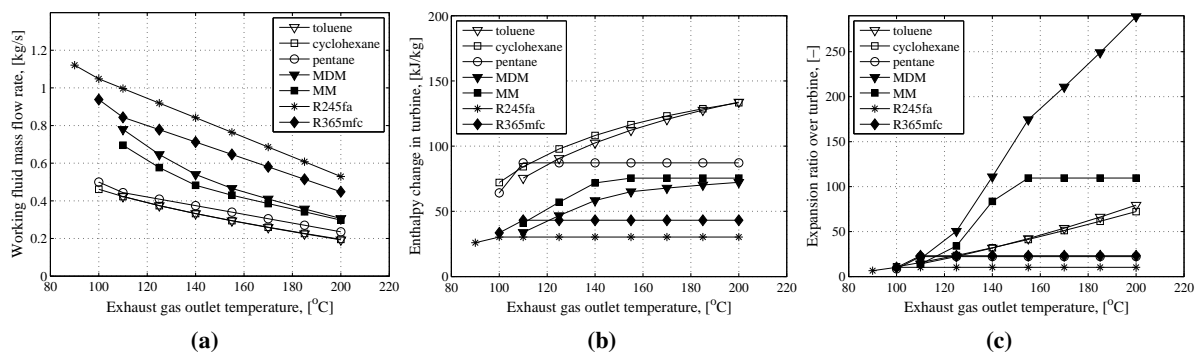 toluene
cyclohexane
pentane
MDM
MM
R245fa
R365mfc
Working fluid mass flow rate, [kg/s]
1.2
1
0.8
0.6
0.4
0.2
0
80 100 120 140 160 180 200 220
Exhaust gas outlet temperature, [°C]
(a)
toluene
cyclohexane
pentane
MDM
MM
R245fa
R365mfc
Enthalpy change in turbine, [kJ/kg]
200
150
100
50
0
80 100 120 140 160 180 200 220
Exhaust gas outlet temperature, [°C]
(b)
toluene
cyclohexane
pentane
MDM
MM
R245fa
R365mfc
Expansion ratio over turbine, [−]
250
200
150
100
50
0
80 100 120 140 160 180 200 220
Exhaust gas outlet temperature, [°C]
(c)